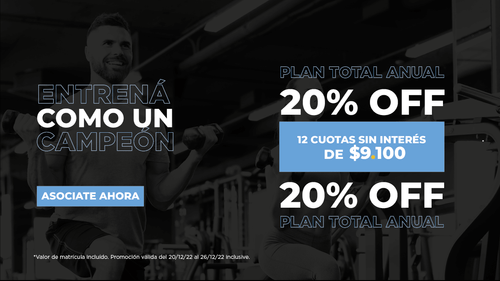 ENTRENÁ
COMO UN
CAMPEÓN
ASOCIATE AHORA
*Valor de matrícula incluido. Promoción válida del 20/12/22 al 26/12/22 inclusive.
PLAN TOTAL ANUAL
20% OFF
12 CUOTAS SIN INTERÉS
DE $9.100
20% OFF
PLAN TOTAL ANUAL